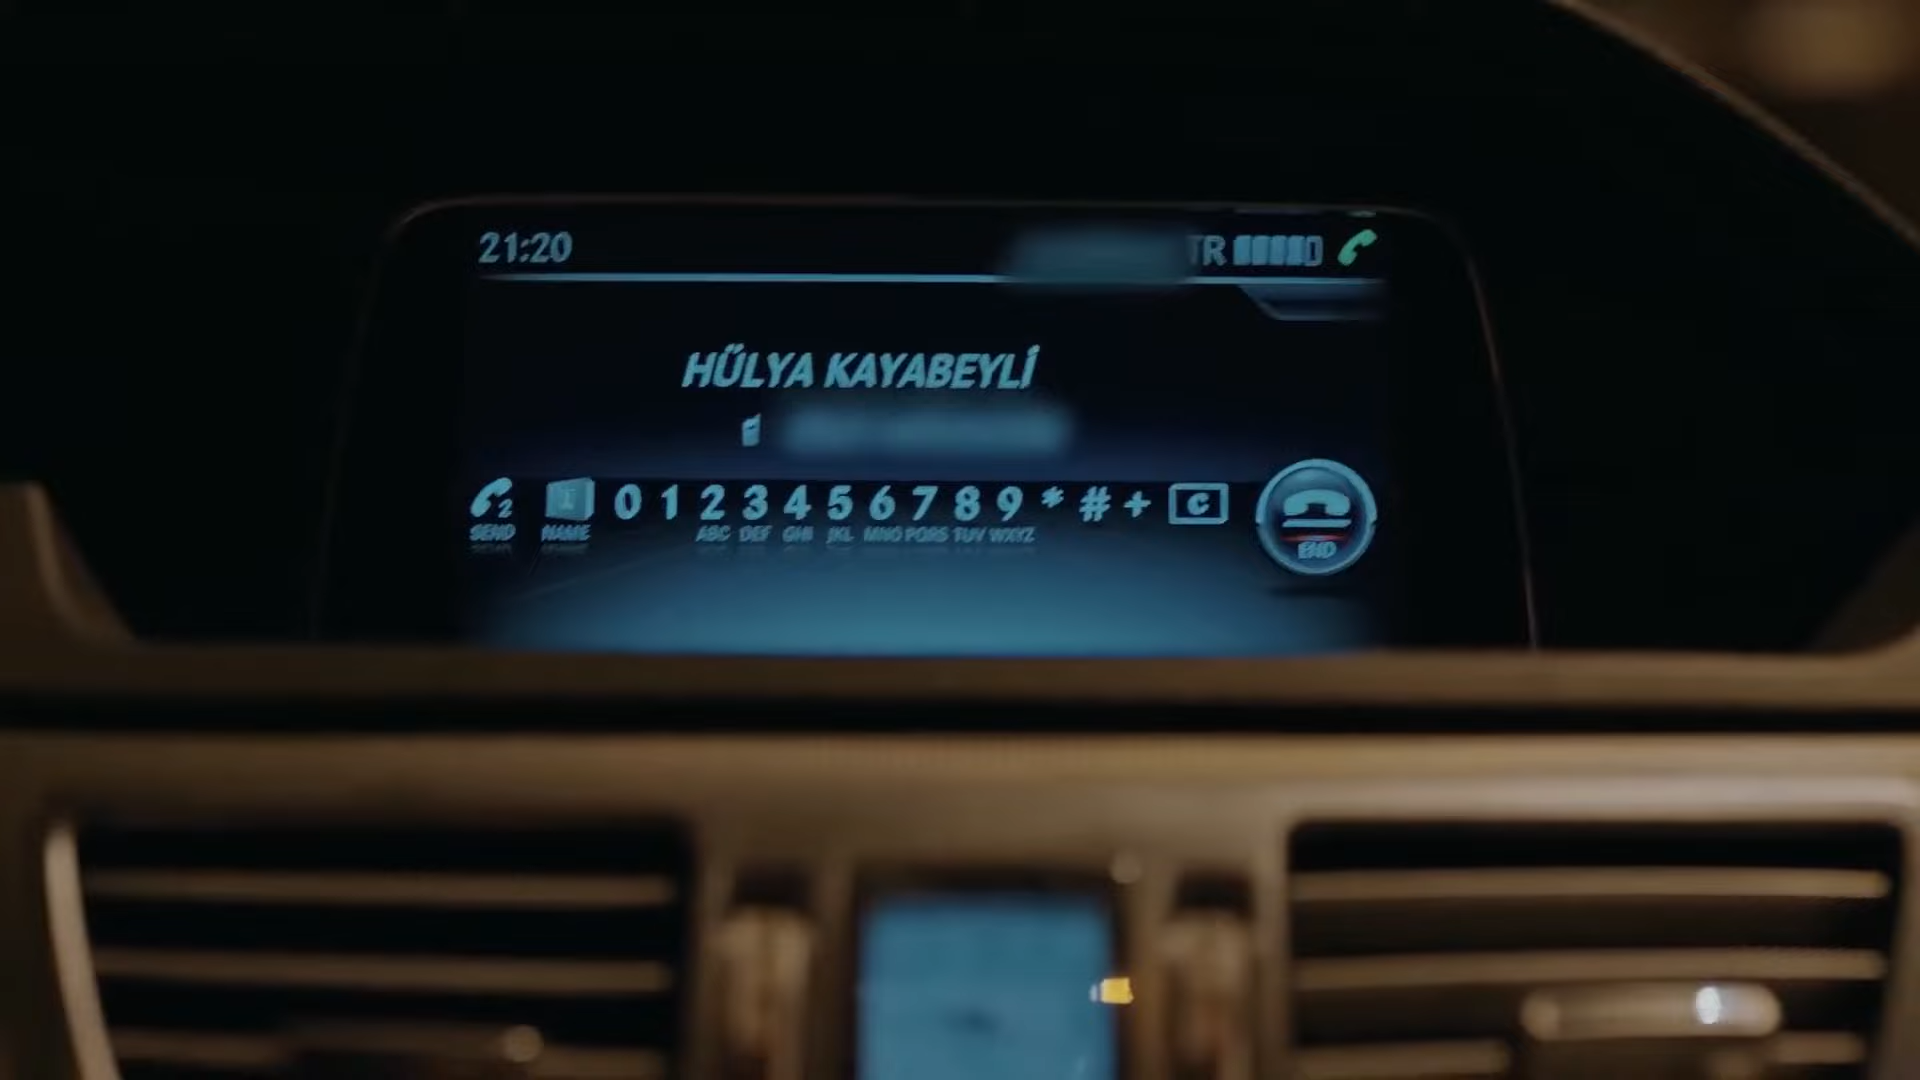 21:20 TR
HÜLYA KAYABEYLİ
0 1 2 3 4 5 6 7 8 9 * # + C
SEND NAME ABC DEF GHI JKL MNO PQRS TUV WXYZ END